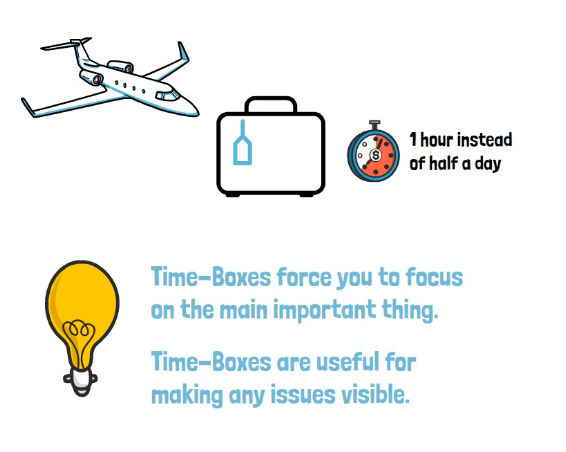 1 hour instead
of half a day
Time-Boxes force you to focus
on the main important thing.
Time-Boxes are useful for
making any issues visible.